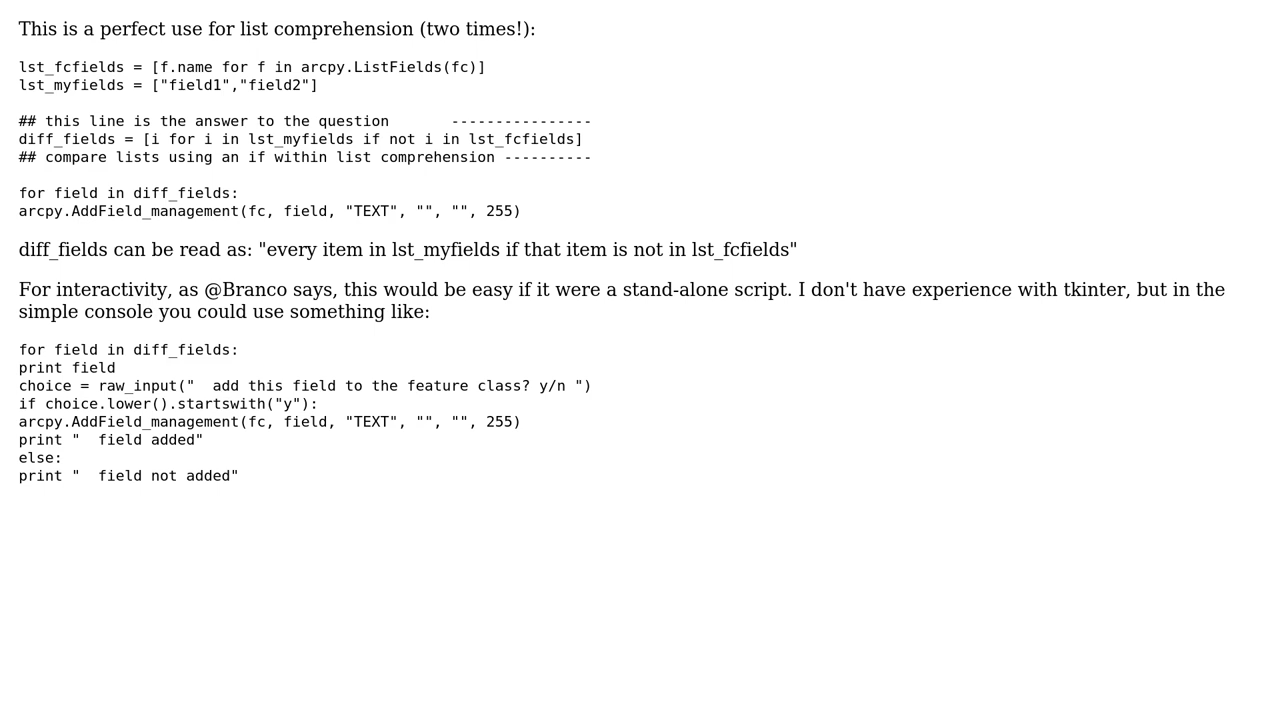 This is a perfect use for list comprehension (two times!):
lst_fcfields = [f.name for f in arcpy.ListFields(fc)]
lst_myfields = ["field1","field2"]
## this line is the answer to the question       ----------------
diff_fields = [i for i in lst_myfields if not i in lst_fcfields]
## compare lists using an if within list comprehension ----------
for field in diff_fields:
arcpy.AddField_management(fc, field, "TEXT", "", "", 255)
diff_fields can be read as: "every item in lst_myfields if that item is not in lst_fcfields"
For interactivity, as @Branco says, this would be easy if it were a stand-alone script. I don't have experience with tkinter, but in the
simple console you could use something like:
for field in diff_fields:
print field
choice = raw_input("  add this field to the feature class? y/n ")
if choice.lower().startswith("y"):
arcpy.AddField_management(fc, field, "TEXT", "", "", 255)
print "  field added"
else:
print "  field not added"